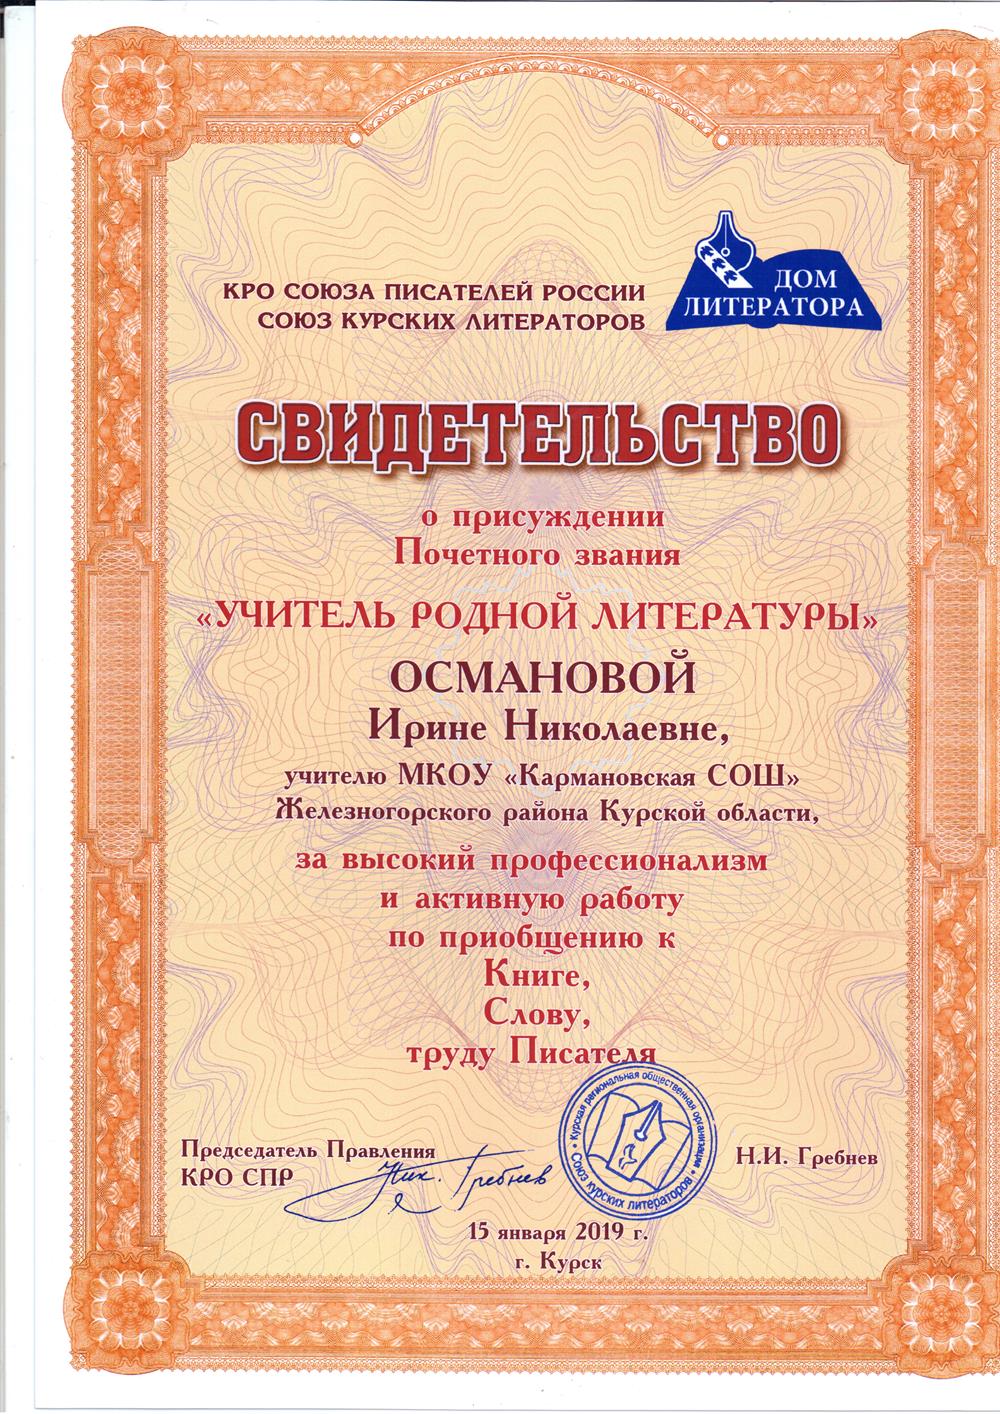 КРО СОЮЗА ПИСАТЕЛЕЙ РОССИИ
СОЮЗ КУРСКИХ ЛИТЕРАТОРОВ
ДОМ
ЛИТЕРАТОРА
СВИДЕТЕЛЬСТВО
о присуждении
Почетного звания
«УЧИТЕЛЬ РОДНОЙ ЛИТЕРАТУРЫ»
ОСМАНОВОЙ
Ирине Николаевне,
учителю МКОУ «Кармановская СОШ»
Железногорского района Курской области,
за высокий профессионализм
и активную работу
по приобщению к
Книге,
Слову,
труду Писателя
Председатель Правления
КРО СПР
Ник. Гребнев
Курская региональная общественная организация
Союз курских литераторов
Н.И. Гребнев
15 января 2019 г.
г. Курск